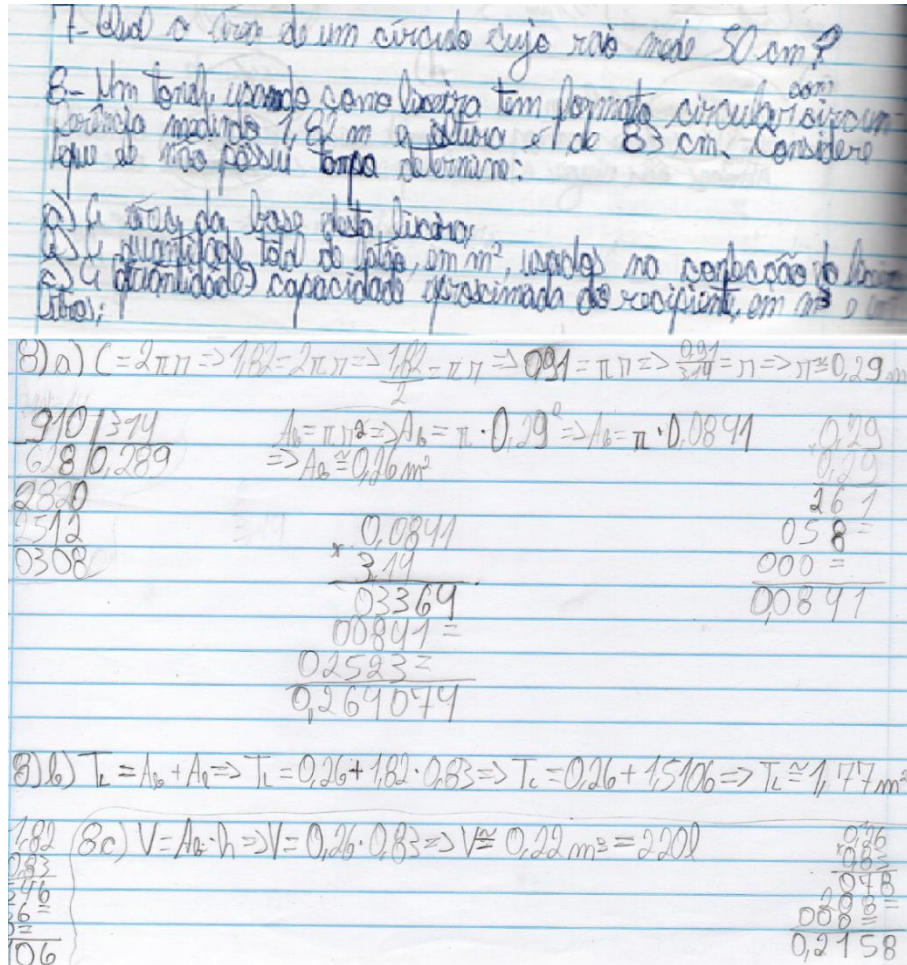 7- Qual a área de um círculo cujo raio mede 50 cm?
8- Um tonel, usando como lixeira tem formato circular com circun-
ferência medindo 1,82 m e altura é de 83 cm. Considere
que ele não possui tampa determine:
a) A área da base desta lixeira,
b) A quantidade total de latão, em m², usados na confecção do
c) A (quantidade) capacidade aproximada do recipiente, em m³ e em
litros;
8)a) C = 2πr => 1,82 = 2πr => 1,82/2 = πr => 0,91 = πr => 0,91/3,14 = r => r ≅ 0,29 m
910 | 314
628 | 0,289
2820
2512
0308
Ab = πr² => Ab = π · 0,29² => Ab = π · 0,0841
=> Ab ≅ 0,26 m²
0,0841
× 3,14
03364
00841=
02523=
0,264074
0,29
0,29
261
058=
000=
0,0841
8)b) TL = Ab + Al => TL = 0,26 + 1,82 · 0,83 => TL = 0,26 + 1,5106 => TL ≅ 1,77 m²
1,82
0,83
546
6=
=
106
8c) V = Ab · h => V = 0,26 · 0,83 => V ≅ 0,22 m³ = 220l
0,26
× 0,83
078
208=
000=
0,2158